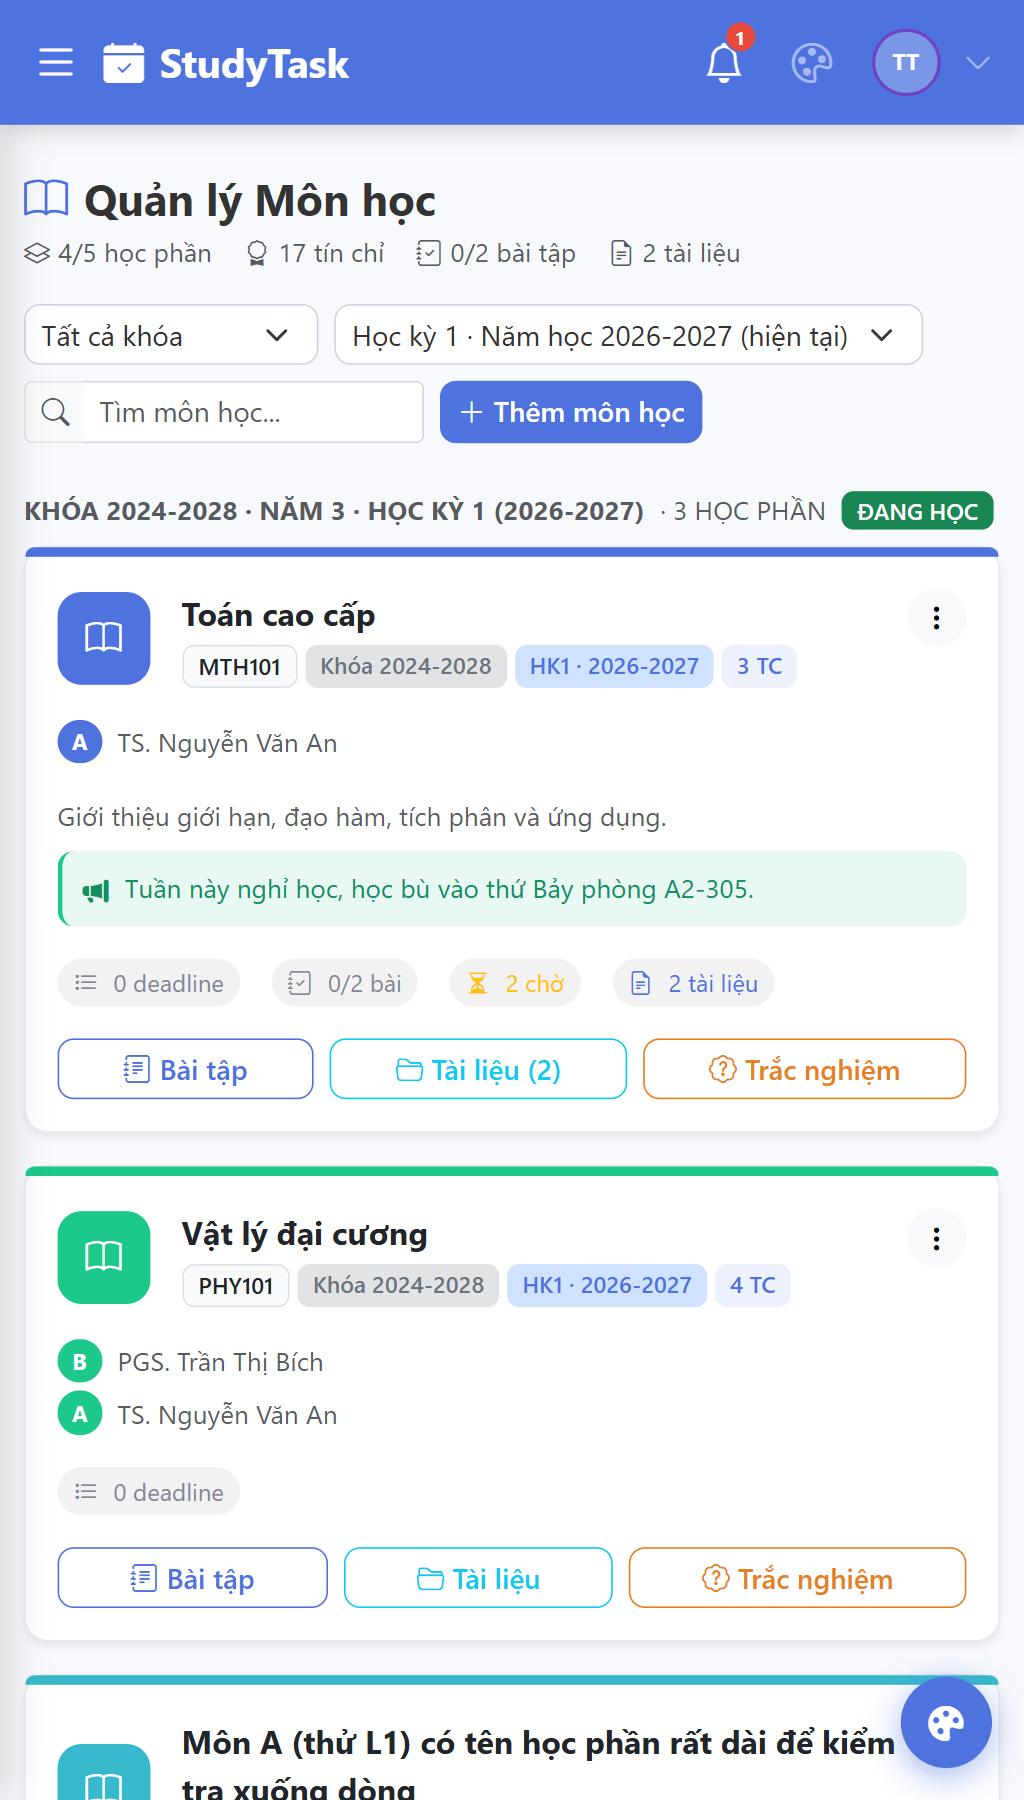 StudyTask
1
TT
Quản lý Môn học
4/5 học phần 17 tín chỉ 0/2 bài tập 2 tài liệu
Tất cả khóa Học kỳ 1 · Năm học 2026-2027 (hiện tại)
Tìm môn học... + Thêm môn học
KHÓA 2024-2028 · NĂM 3 · HỌC KỲ 1 (2026-2027) · 3 HỌC PHẦN ĐANG HỌC
Toán cao cấp
MTH101 Khóa 2024-2028 HK1 · 2026-2027 3 TC
A TS. Nguyễn Văn An
Giới thiệu giới hạn, đạo hàm, tích phân và ứng dụng.
Tuần này nghỉ học, học bù vào thứ Bảy phòng A2-305.
0 deadline 0/2 bài 2 chờ 2 tài liệu
Bài tập Tài liệu (2) Trắc nghiệm
Vật lý đại cương
PHY101 Khóa 2024-2028 HK1 · 2026-2027 4 TC
B PGS. Trần Thị Bích
A TS. Nguyễn Văn An
0 deadline
Bài tập Tài liệu Trắc nghiệm
Môn A (thử L1) có tên học phần rất dài để kiểm
tra xuống dòng